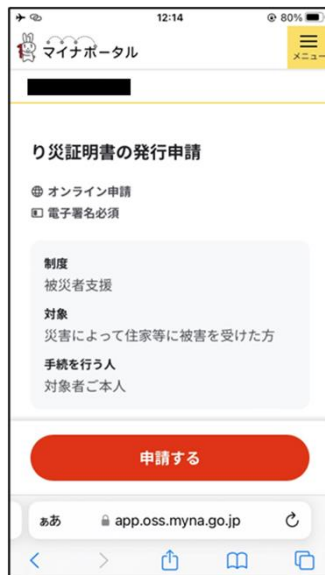 12:14
80%
マイナポータル
メニュー
り災証明書の発行申請
オンライン申請
電子署名必須
制度
被災者支援
対象
災害によって住家等に被害を受けた方
手続を行う人
対象者ご本人
申請する
ぁあ
app.oss.myna.go.jp